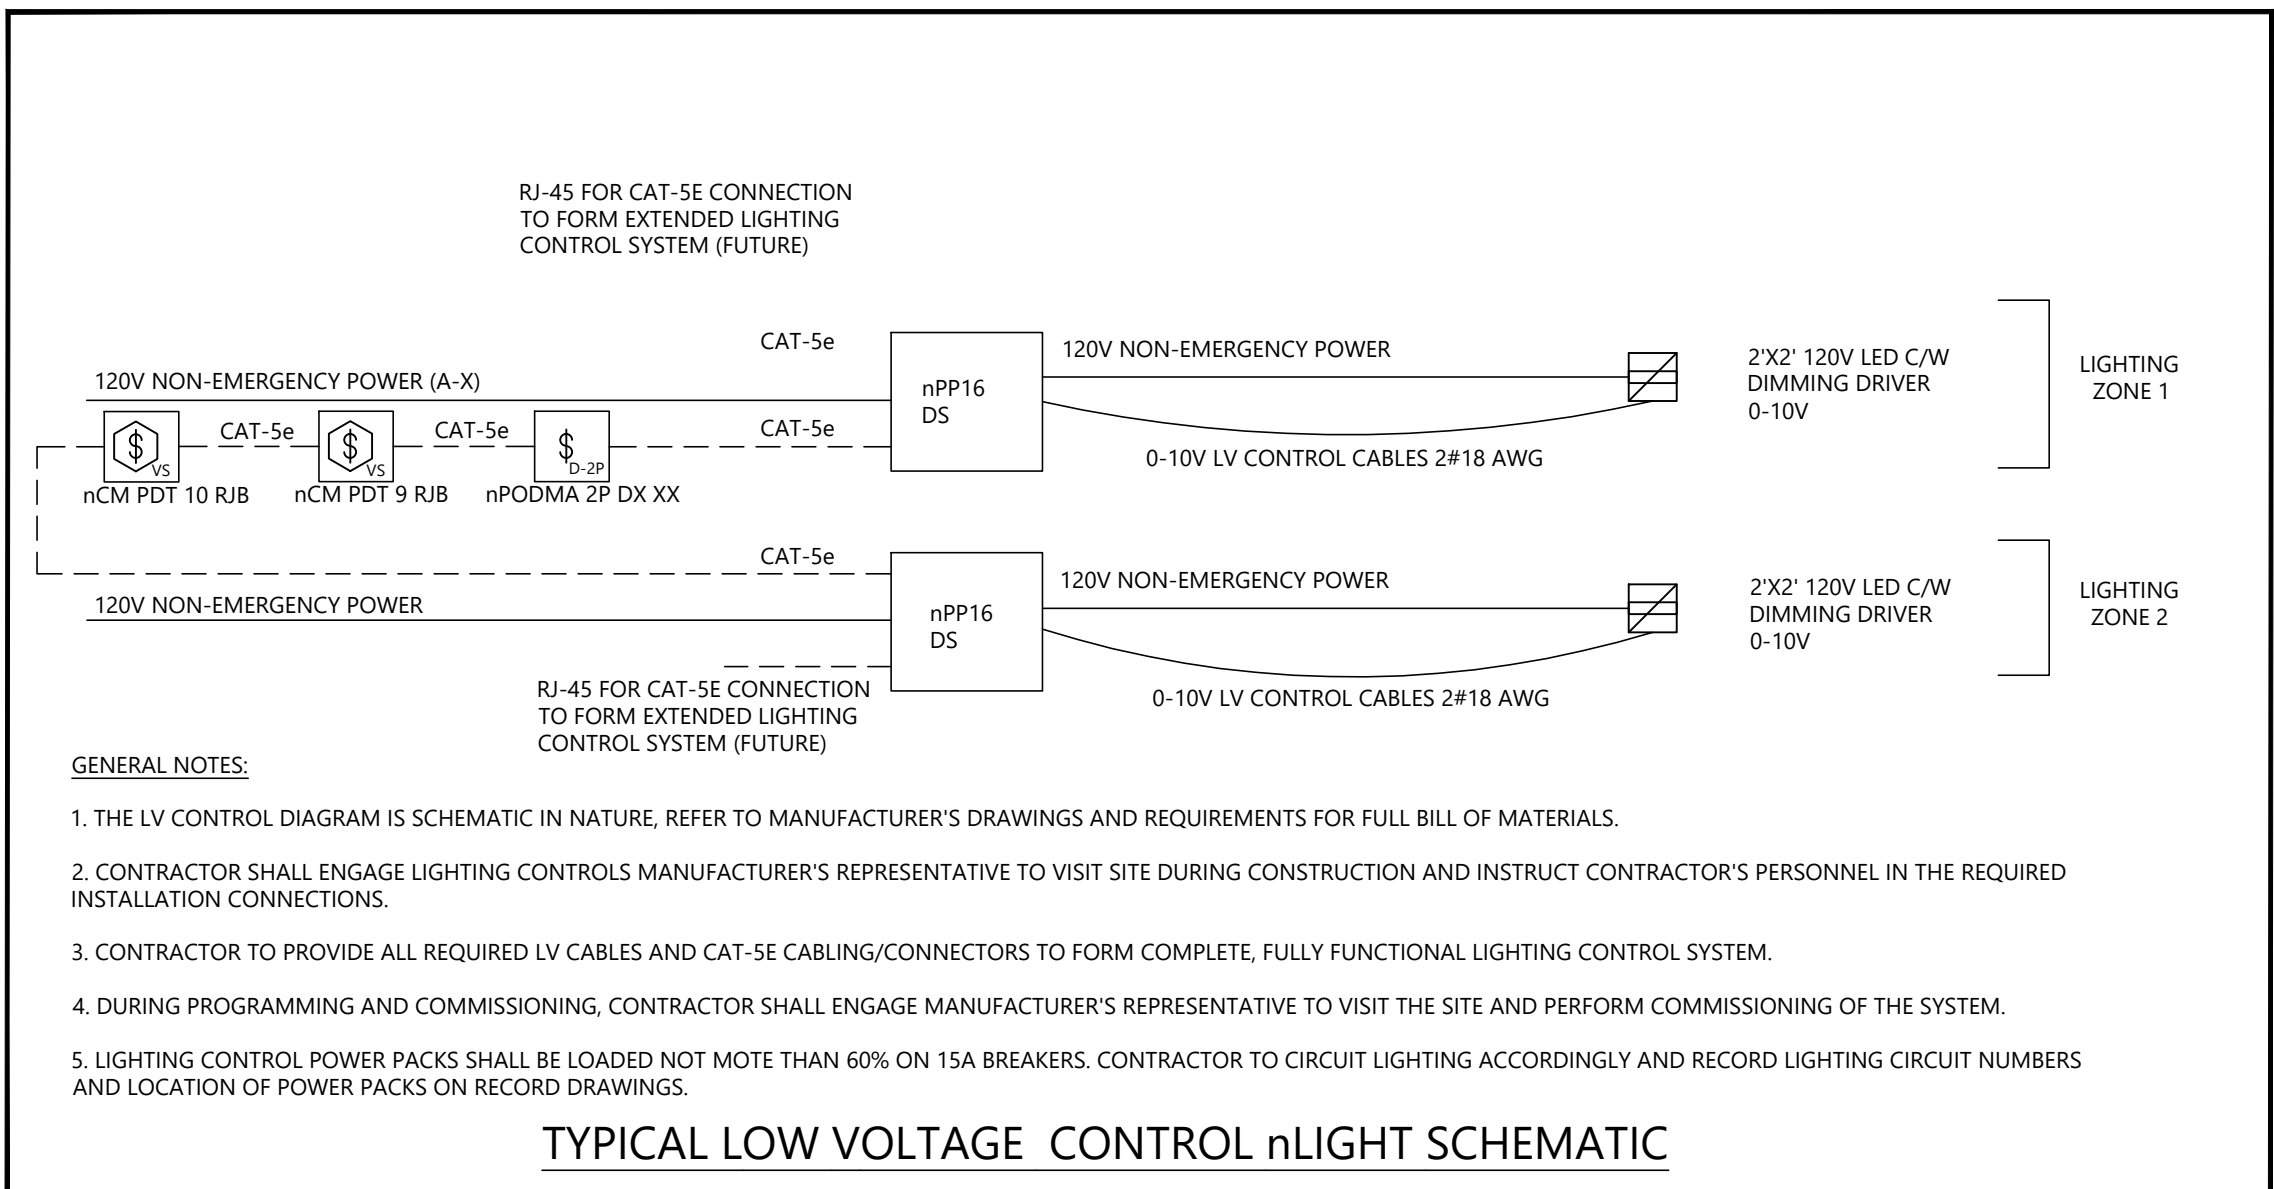 RJ-45 FOR CAT-5E CONNECTION
TO FORM EXTENDED LIGHTING
CONTROL SYSTEM (FUTURE)
CAT-5e
120V NON-EMERGENCY POWER (A-X)
nPP16
DS
120V NON-EMERGENCY POWER
2'X2' 120V LED C/W
DIMMING DRIVER
0-10V
LIGHTING
ZONE 1
$
VS
CAT-5e
$
VS
CAT-5e
$
D-2P
CAT-5e
0-10V LV CONTROL CABLES 2#18 AWG
nCM PDT 10 RJB
nCM PDT 9 RJB
nPODMA 2P DX XX
CAT-5e
120V NON-EMERGENCY POWER
nPP16
DS
120V NON-EMERGENCY POWER
2'X2' 120V LED C/W
DIMMING DRIVER
0-10V
LIGHTING
ZONE 2
0-10V LV CONTROL CABLES 2#18 AWG
RJ-45 FOR CAT-5E CONNECTION
TO FORM EXTENDED LIGHTING
CONTROL SYSTEM (FUTURE)
GENERAL NOTES:
1. THE LV CONTROL DIAGRAM IS SCHEMATIC IN NATURE, REFER TO MANUFACTURER'S DRAWINGS AND REQUIREMENTS FOR FULL BILL OF MATERIALS.
2. CONTRACTOR SHALL ENGAGE LIGHTING CONTROLS MANUFACTURER'S REPRESENTATIVE TO VISIT SITE DURING CONSTRUCTION AND INSTRUCT CONTRACTOR'S PERSONNEL IN THE REQUIRED
INSTALLATION CONNECTIONS.
3. CONTRACTOR TO PROVIDE ALL REQUIRED LV CABLES AND CAT-5E CABLING/CONNECTORS TO FORM COMPLETE, FULLY FUNCTIONAL LIGHTING CONTROL SYSTEM.
4. DURING PROGRAMMING AND COMMISSIONING, CONTRACTOR SHALL ENGAGE MANUFACTURER'S REPRESENTATIVE TO VISIT THE SITE AND PERFORM COMMISSIONING OF THE SYSTEM.
5. LIGHTING CONTROL POWER PACKS SHALL BE LOADED NOT MOTE THAN 60% ON 15A BREAKERS. CONTRACTOR TO CIRCUIT LIGHTING ACCORDINGLY AND RECORD LIGHTING CIRCUIT NUMBERS
AND LOCATION OF POWER PACKS ON RECORD DRAWINGS.
TYPICAL LOW VOLTAGE CONTROL nLIGHT SCHEMATIC